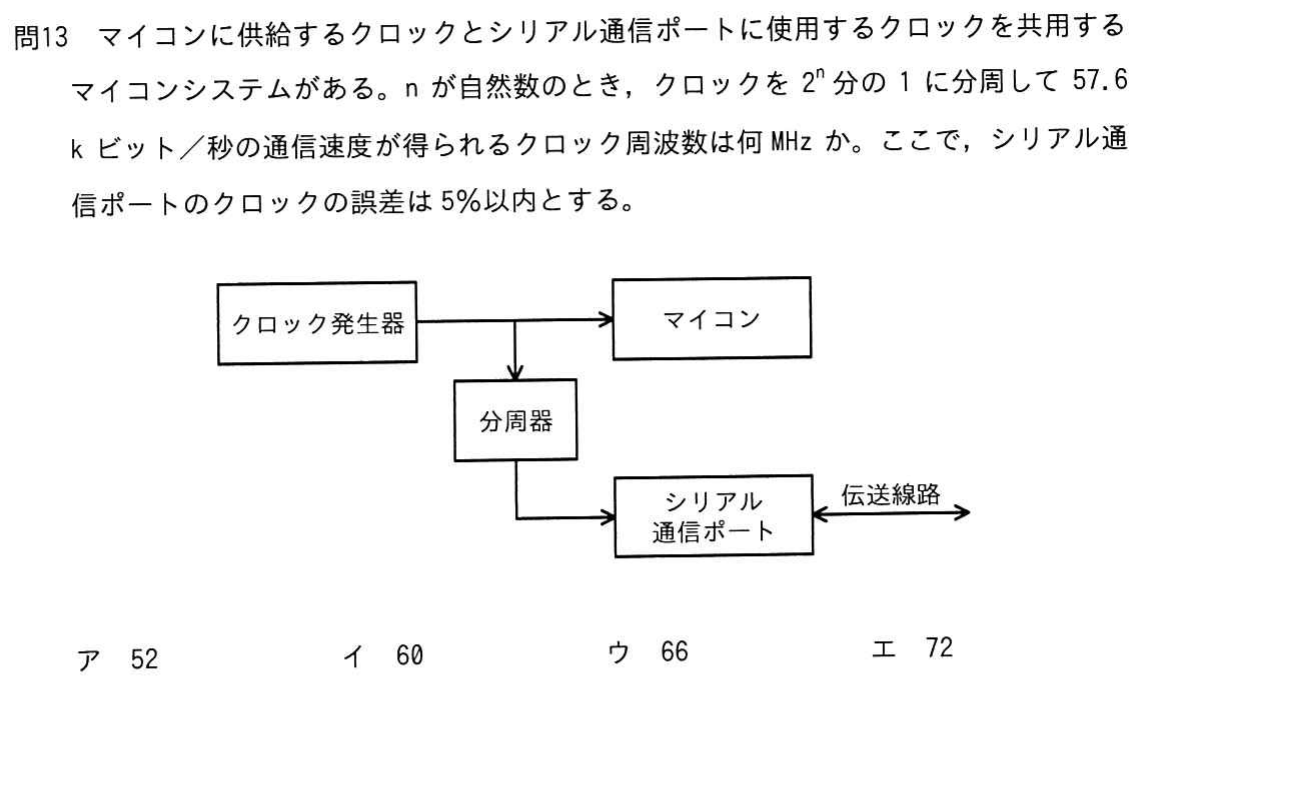 問13　マイコンに供給するクロックとシリアル通信ポートに使用するクロックを共用する
マイコンシステムがある。n が自然数のとき，クロックを 2ⁿ分の 1 に分周して 57.6
k ビット／秒の通信速度が得られるクロック周波数は何 MHz か。ここで，シリアル通
信ポートのクロックの誤差は 5％以内とする。
クロック発生器
マイコン
分周器
シリアル
通信ポート
伝送線路
ア　52　イ　60　ウ　66　エ　72